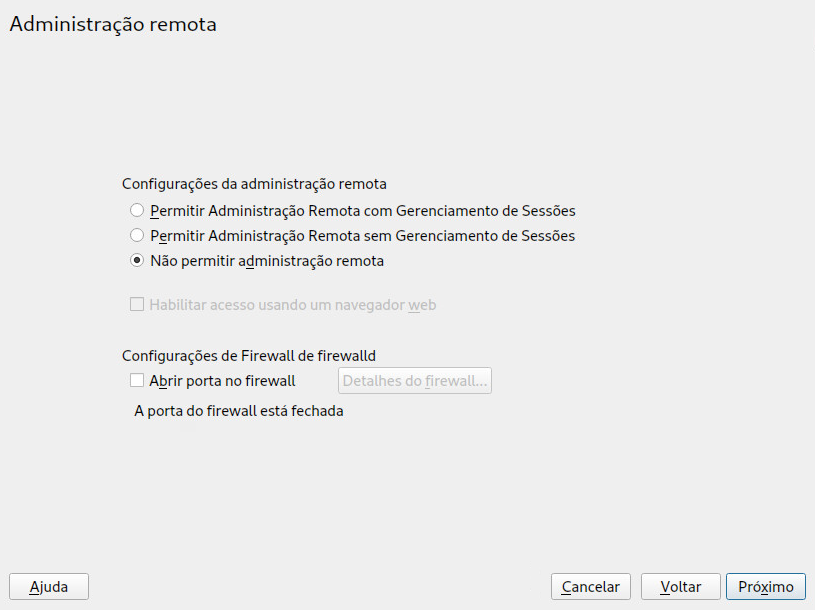 Administração remota
Configurações da administração remota
Permitir Administração Remota com Gerenciamento de Sessões
Permitir Administração Remota sem Gerenciamento de Sessões
Não permitir administração remota
Habilitar acesso usando um navegador web
Configurações de Firewall de firewalld
Abrir porta no firewall Detalhes do firewall...
A porta do firewall está fechada
Ajuda Cancelar Voltar Próximo